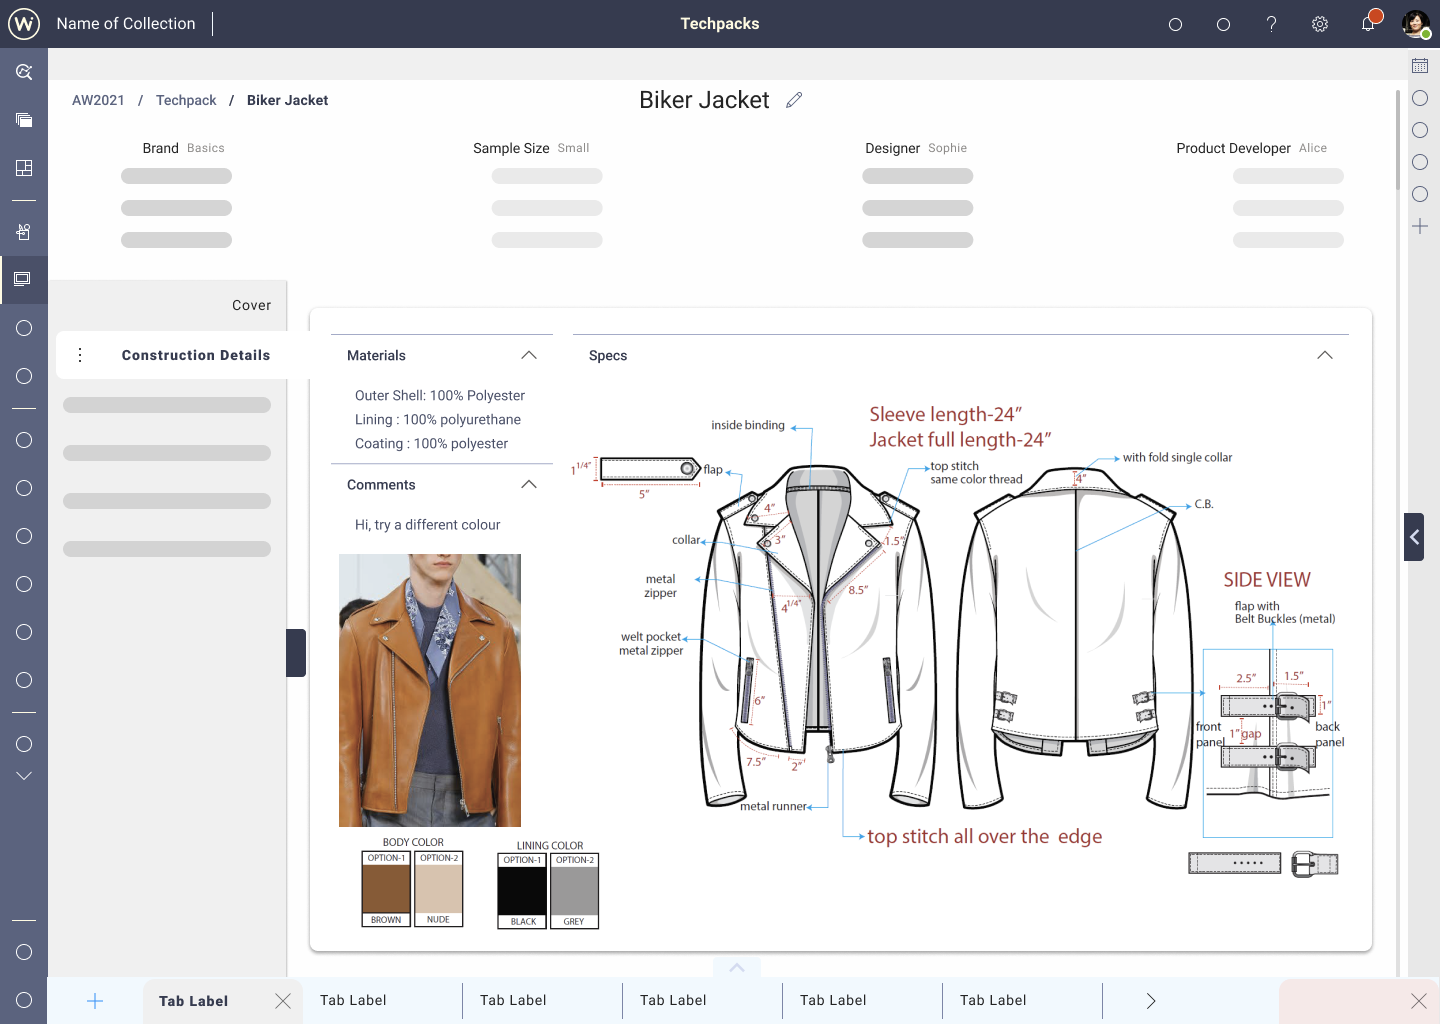 W
Name of Collection
Techpacks
?
AW2021 / Techpack / Biker Jacket
Biker Jacket
Brand Basics
Sample Size Small
Designer Sophie
Product Developer Alice
Cover
Construction Details
Materials
Outer Shell: 100% Polyester
Lining : 100% polyurethane
Coating : 100% polyester
Comments
Hi, try a different colour
BODY COLOR
OPTION-1
OPTION-2
BROWN
NUDE
LINING COLOR
OPTION-1
OPTION-2
BLACK
GREY
Specs
Sleeve length-24”
Jacket full length-24”
inside binding
1 1/4”
5”
flap
top stitch
same color thread
4”
3”
1.5”
collar
metal
zipper
4 1/4”
8.5”
welt pocket
metal zipper
6”
7.5”
2”
metal runner
top stitch all over the edge
with fold single collar
4”
C.B.
SIDE VIEW
flap with
Belt Buckles (metal)
2.5”
1.5”
1”
front
panel
1” gap
back
panel
Tab Label
Tab Label
Tab Label
Tab Label
Tab Label
Tab Label